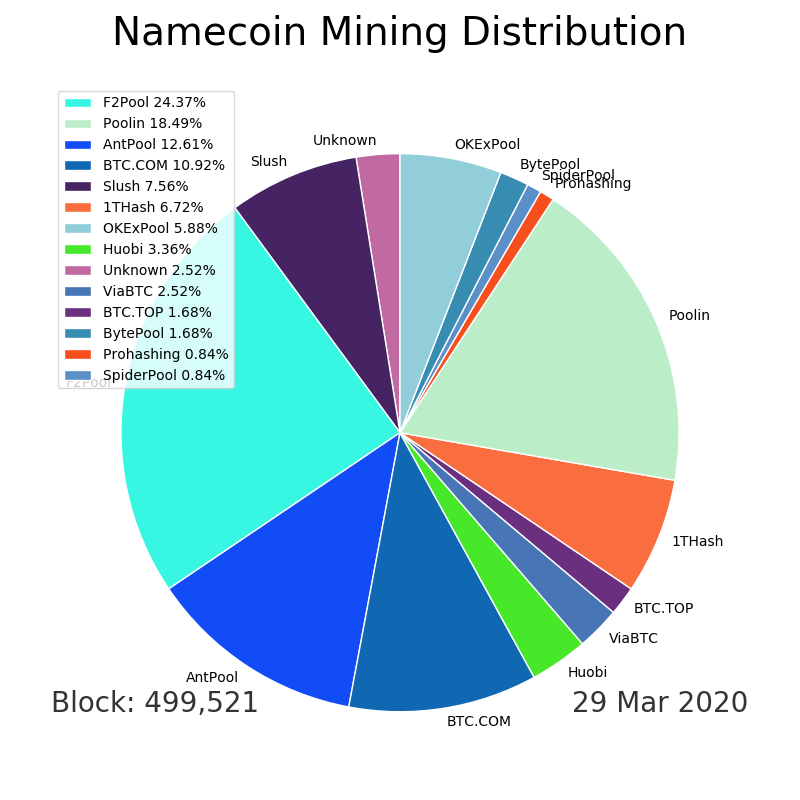 Namecoin Mining Distribution
F2Pool 24.37%
Poolin 18.49%
AntPool 12.61%
BTC.COM 10.92%
Slush 7.56%
1THash 6.72%
OKExPool 5.88%
Huobi 3.36%
Unknown 2.52%
ViaBTC 2.52%
BTC.TOP 1.68%
BytePool 1.68%
Prohashing 0.84%
SpiderPool 0.84%
Unknown
Slush
OKExPool
BytePool
SpiderPool
Prohashing
Poolin
F2Pool
1THash
BTC.TOP
ViaBTC
Huobi
AntPool
BTC.COM
Block: 499,521
29 Mar 2020